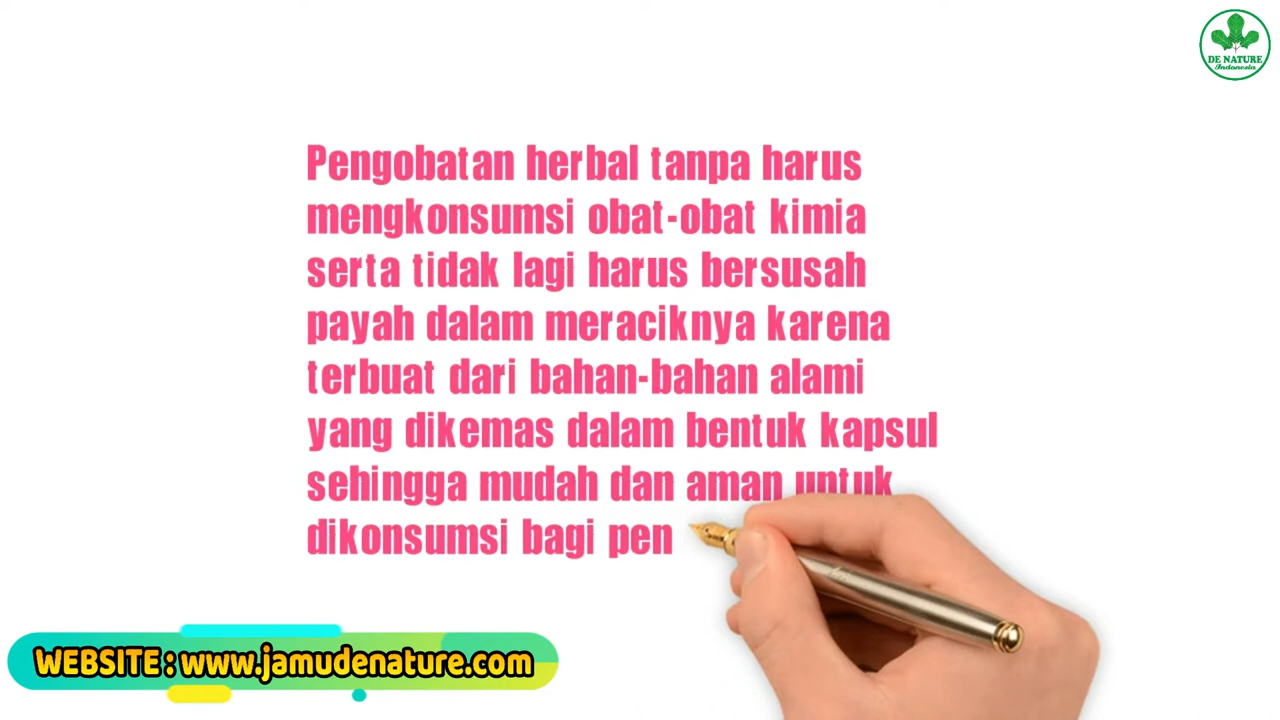 DE NATURE
Indonesia
Pengobatan herbal tanpa harus
mengkonsumsi obat-obat kimia
serta tidak lagi harus bersusah
payah dalam meraciknya karena
terbuat dari bahan-bahan alami
yang dikemas dalam bentuk kapsul
sehingga mudah dan aman untuk
dikonsumsi bagi pen
WEBSITE : www.jamudenature.com